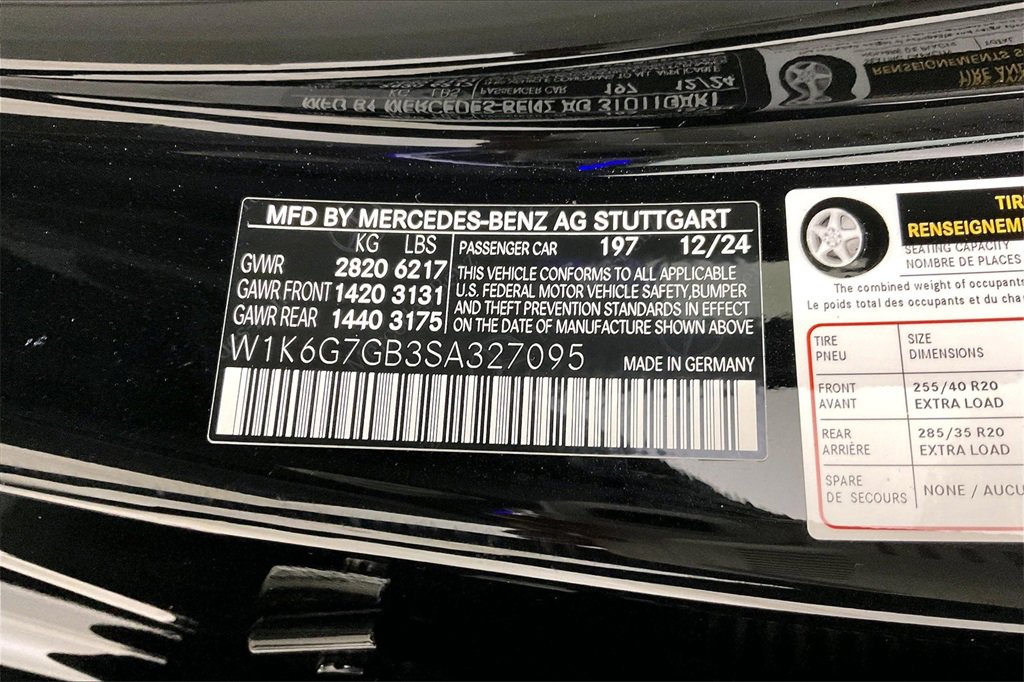 MFD BY MERCEDES-BENZ AG STUTTGART
KG LBS
GVWR 2820 6217
GAWR FRONT 1420 3131
GAWR REAR 1440 3175
PASSENGER CAR 197 12/24
THIS VEHICLE CONFORMS TO ALL APPLICABLE
U.S. FEDERAL MOTOR VEHICLE SAFETY,BUMPER
AND THEFT PREVENTION STANDARDS IN EFFECT
ON THE DATE OF MANUFACTURE SHOWN ABOVE
W1K6G7GB3SA327095 MADE IN GERMANY
TIR
RENSEIGNEM
SEATING CAPACITY
NOMBRE DE PLACES
The combined weight of occupants
Le poids total des occupants et du cha
TIRE SIZE
PNEU DIMENSIONS
FRONT 255/40 R20
AVANT EXTRA LOAD
REAR 285/35 R20
ARRIÈRE EXTRA LOAD
SPARE
DE SECOURS NONE / AUCU